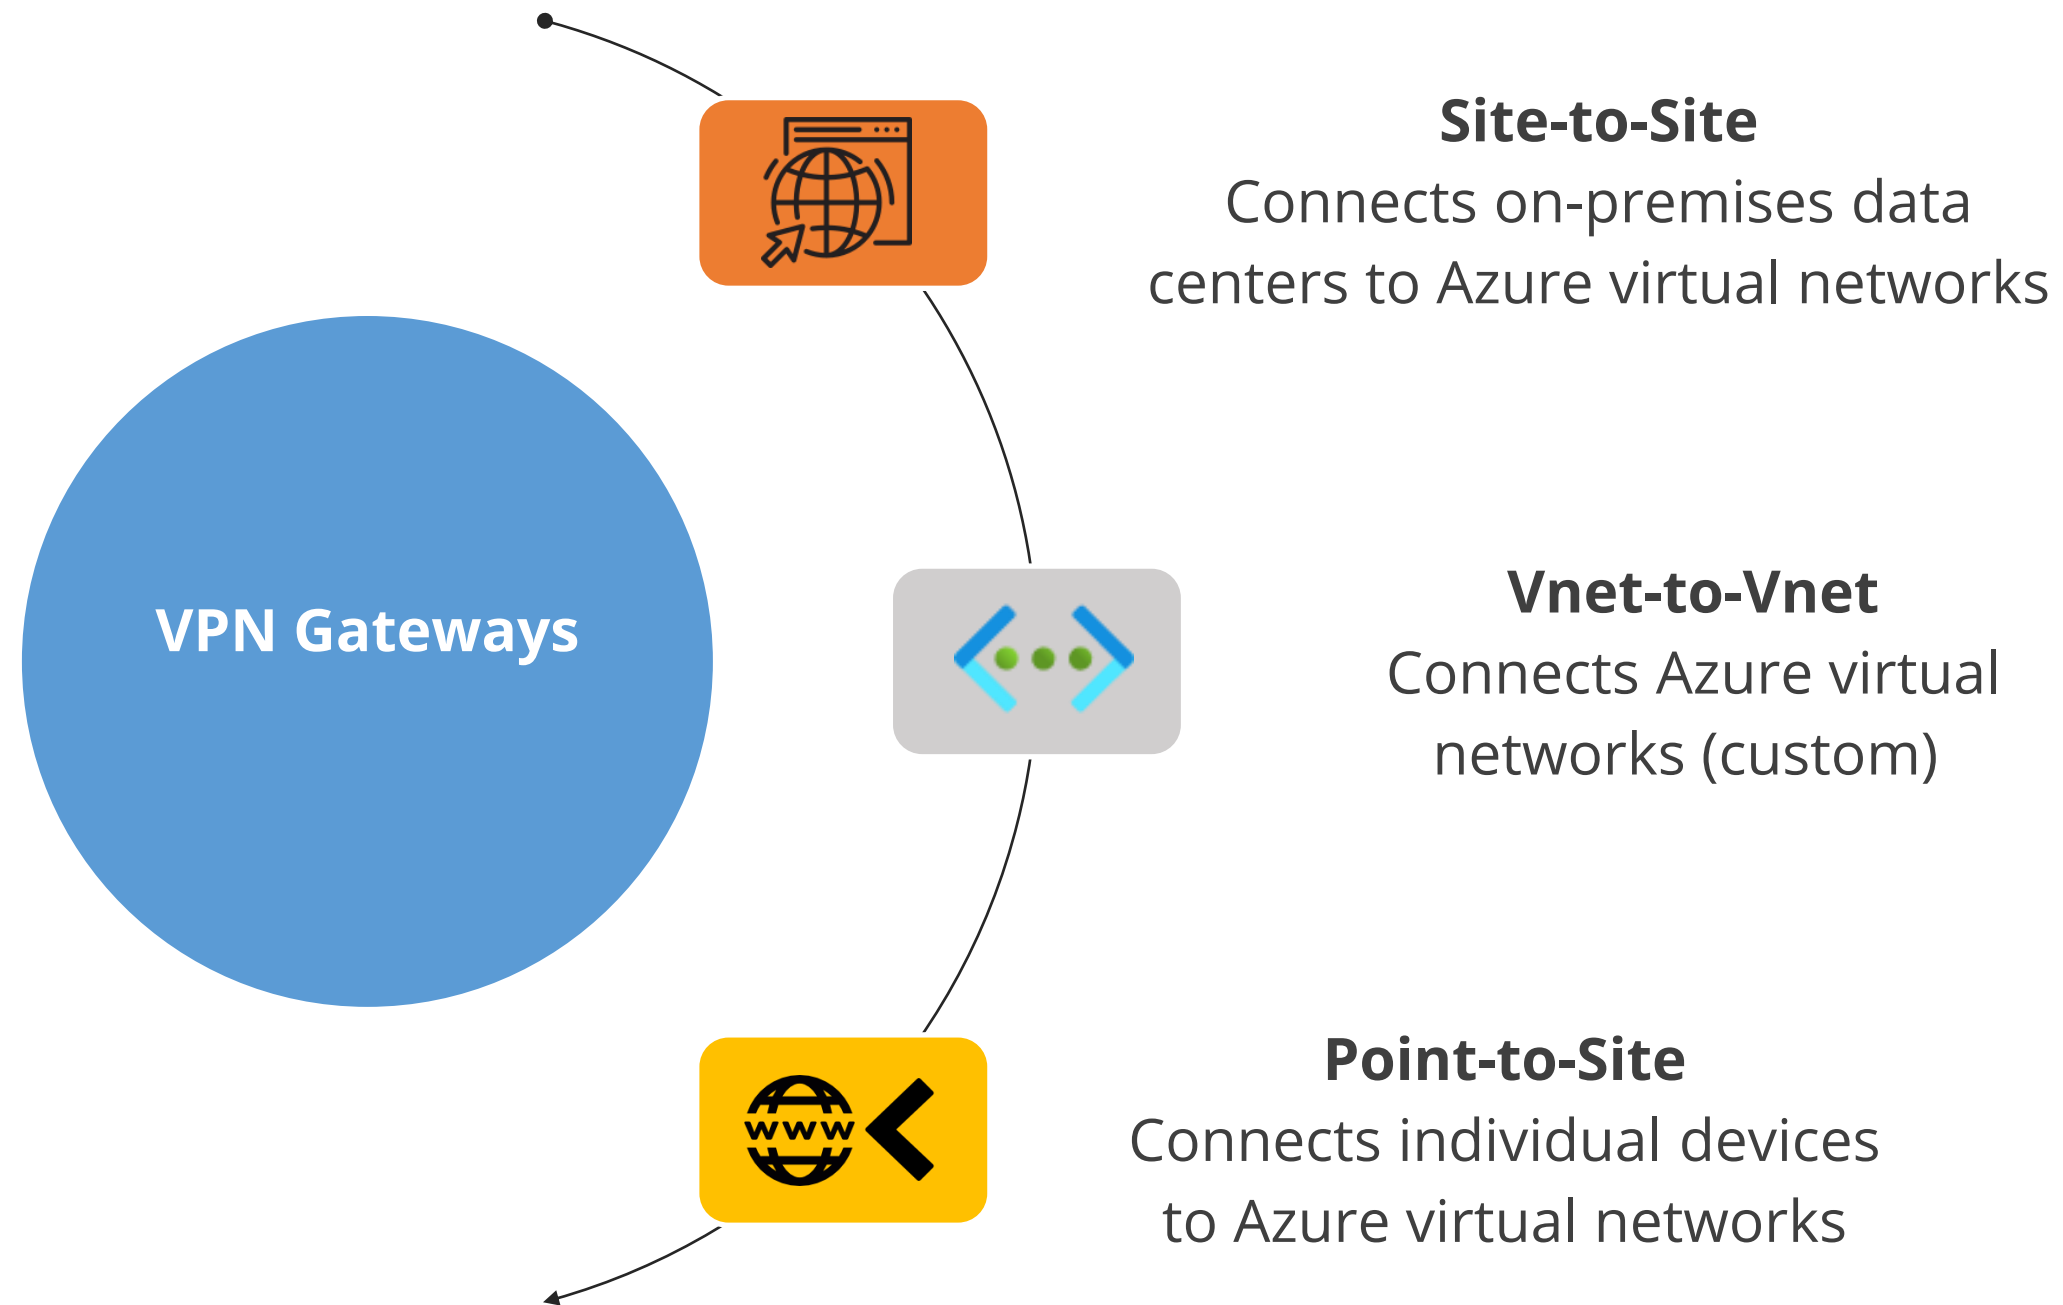 Site-to-Site
Connects on-premises data
centers to Azure virtual networks
VPN Gateways
Vnet-to-Vnet
Connects Azure virtual
networks (custom)
www
Point-to-Site
Connects individual devices
to Azure virtual networks